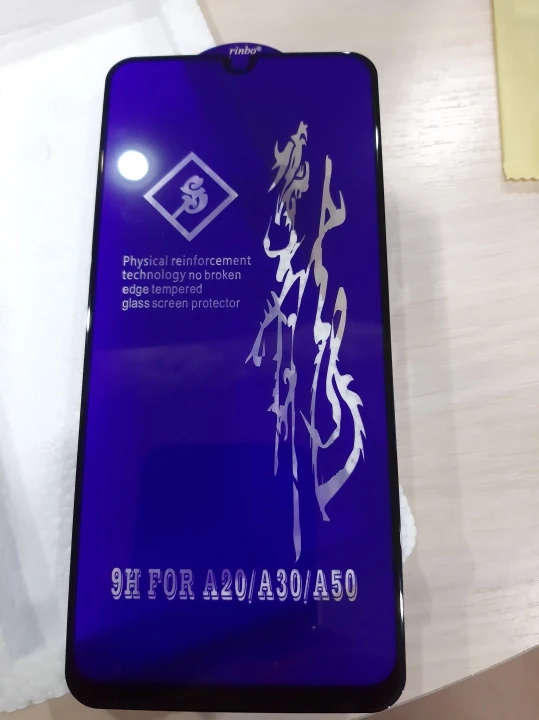 rinbo®
Physical reinforcement
technology no broken
edge tempered
glass screen protector
9H FOR A20/A30/A50